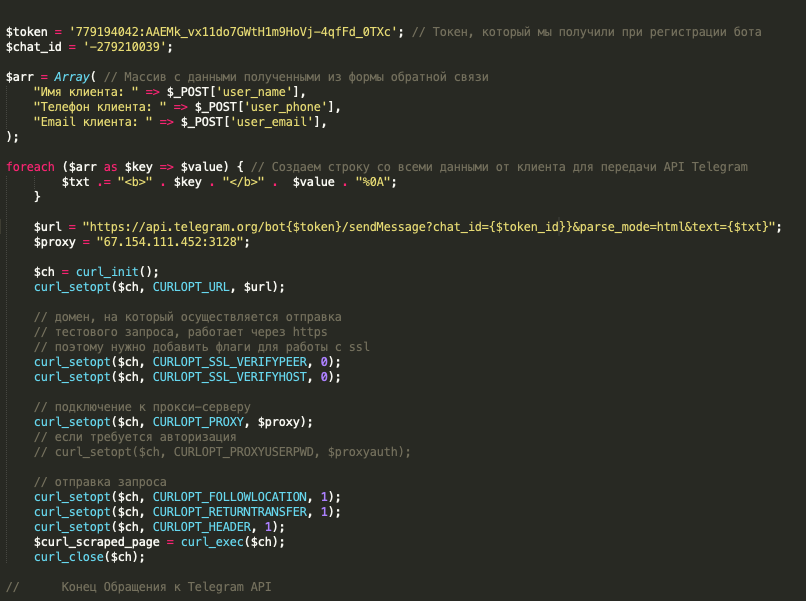 $token = '779194042:AAEMk_vx11do7GWtH1m9HoVj-4qfFd_0TXc'; // Токен, который мы получили при регистрации бота
$chat_id = '-279210039';
$arr = Array( // Массив с данными полученными из формы обратной связи
"Имя клиента: " => $_POST['user_name'],
"Телефон клиента: " => $_POST['user_phone'],
"Email клиента: " => $_POST['user_email'],
);
foreach ($arr as $key => $value) { // Создаем строку со всеми данными от клиента для передачи API Telegram
$txt .= "<b>" . $key . "</b>" .  $value . "%0A";
}
$url = "https://api.telegram.org/bot{$token}/sendMessage?chat_id={$token_id}}&parse_mode=html&text={$txt}";
$proxy = "67.154.111.452:3128";
$ch = curl_init();
curl_setopt($ch, CURLOPT_URL, $url);
// домен, на который осуществляется отправка
// тестового запроса, работает через https
// поэтому нужно добавить флаги для работы с ssl
curl_setopt($ch, CURLOPT_SSL_VERIFYPEER, 0);
curl_setopt($ch, CURLOPT_SSL_VERIFYHOST, 0);
// подключение к прокси-серверу
curl_setopt($ch, CURLOPT_PROXY, $proxy);
// если требуется авторизация
// curl_setopt($ch, CURLOPT_PROXYUSERPWD, $proxyauth);
// отправка запроса
curl_setopt($ch, CURLOPT_FOLLOWLOCATION, 1);
curl_setopt($ch, CURLOPT_RETURNTRANSFER, 1);
curl_setopt($ch, CURLOPT_HEADER, 1);
$curl_scraped_page = curl_exec($ch);
curl_close($ch);
//      Конец Обращения к Telegram API